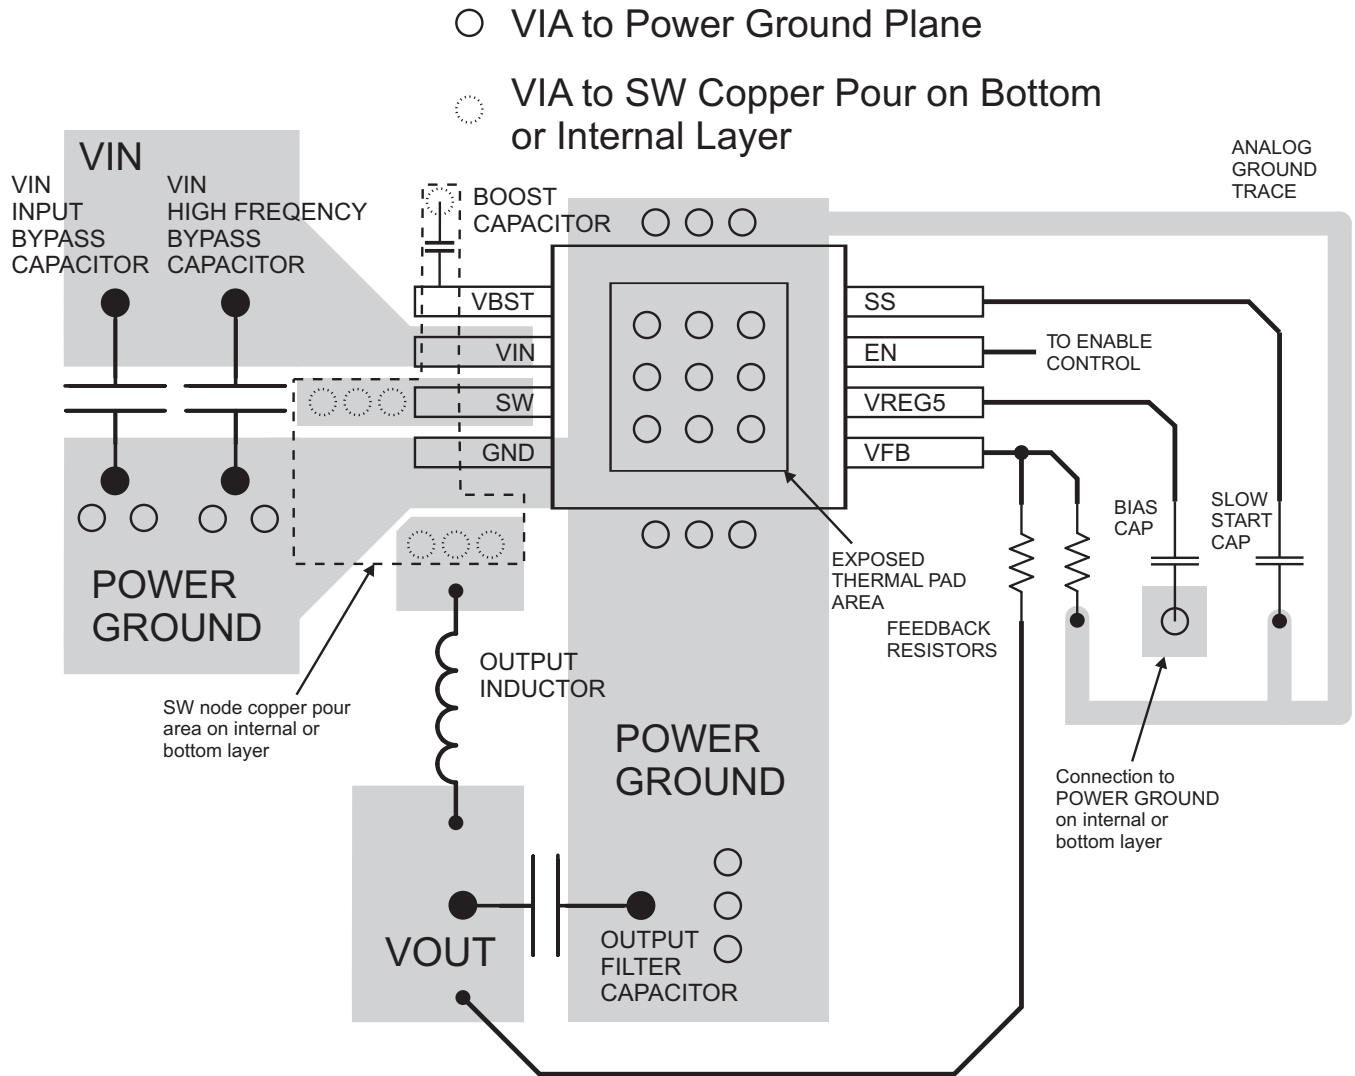 VIA to Power Ground Plane
VIA to SW Copper Pour on Bottom
or Internal Layer
ANALOG
GROUND
TRACE
VIN
VIN
INPUT
BYPASS
CAPACITOR
VIN
HIGH FREQENCY
BYPASS
CAPACITOR
BOOST
CAPACITOR
VBST
VIN
SW
GND
SS
EN
VREG5
VFB
TO ENABLE
CONTROL
BIAS
CAP
SLOW
START
CAP
EXPOSED
THERMAL PAD
AREA
FEEDBACK
RESISTORS
POWER
GROUND
OUTPUT
INDUCTOR
SW node copper pour
area on internal or
bottom layer
POWER
GROUND
Connection to
POWER GROUND
on internal or
bottom layer
VOUT
OUTPUT
FILTER
CAPACITOR